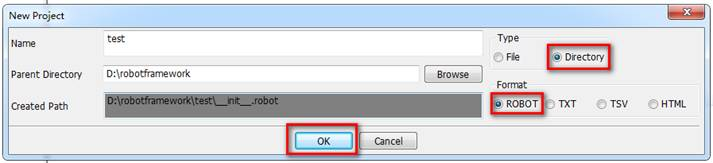 New Project
Name
test
Type
File
Directory
Parent Directory
D:\robotframework
Browse
Format
Created Path
D:\robotframework\test\__init__.robot
ROBOT
TXT
TSV
HTML
OK
Cancel